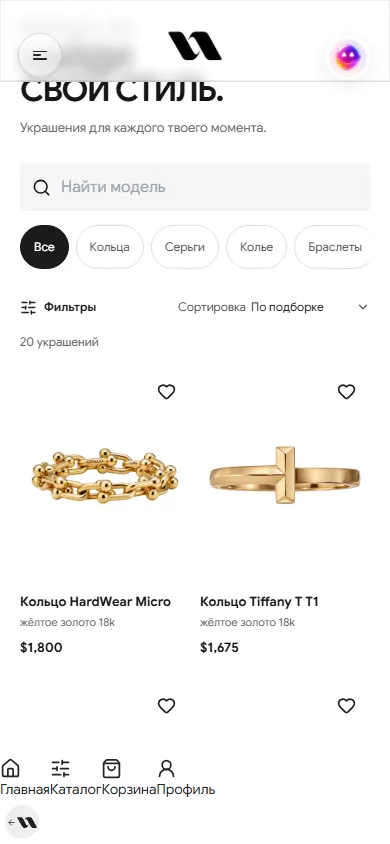 СВОЙ СТИЛЬ.
Украшения для каждого твоего момента.
Найти модель
Все Кольца Серьги Колье Браслеты
Фильтры Сортировка По подборке
20 украшений
Кольцо HardWear Micro Кольцо Tiffany T T1
жёлтое золото 18k жёлтое золото 18k
$1,800 $1,675
Главная Каталог Корзина Профиль